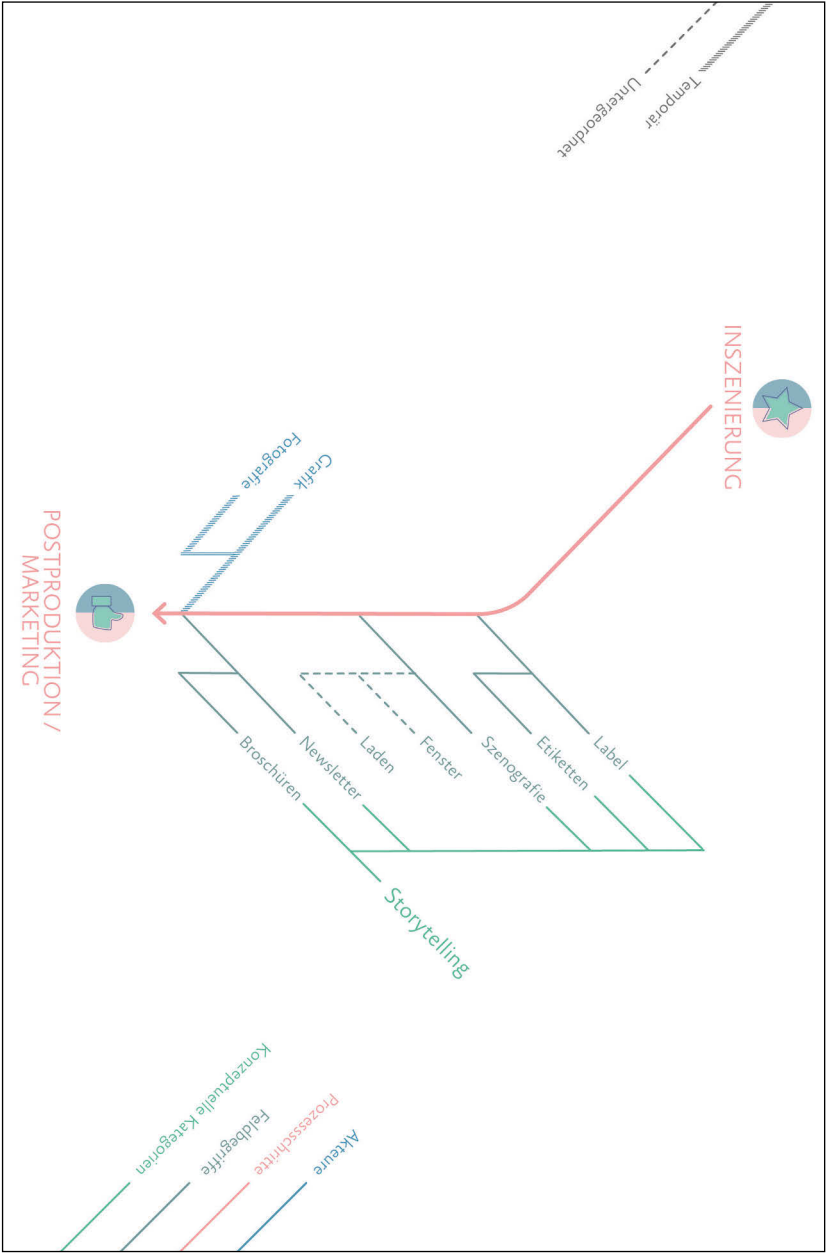 Temporär
Untergeordnet
INSZENIERUNG
Grafik
Fotografie
POSTPRODUKTION /
MARKETING
Label
Etiketten
Szenografie
Fenster
Laden
Newsletter
Broschüren
Storytelling
Akteure
Prozessschritte
Feldbegriffe
Konzeptuelle Kategorien